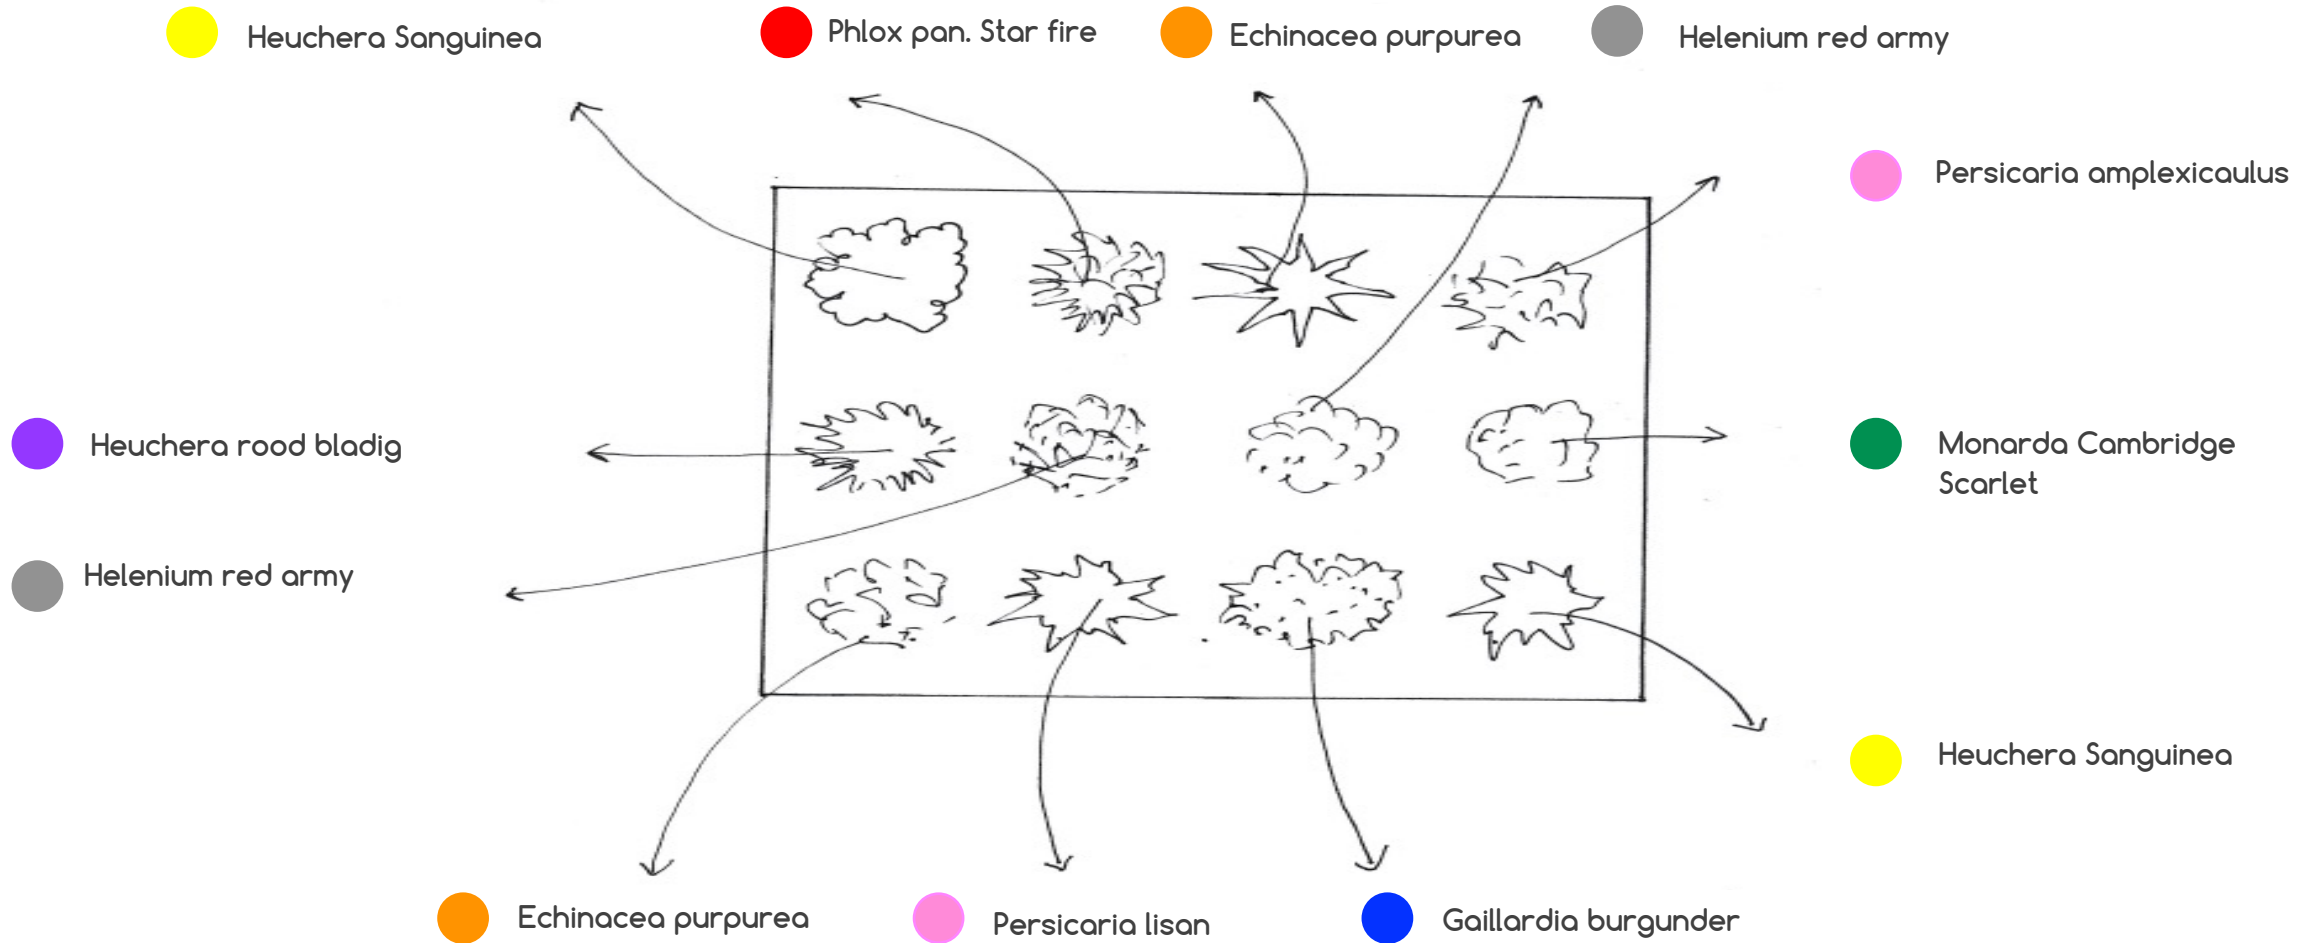 Heuchera Sanguinea
Phlox pan. Star fire
Echinacea purpurea
Helenium red army
Persicaria amplexicaulus
Heuchera rood bladig
Monarda Cambridge
Scarlet
Helenium red army
Heuchera Sanguinea
Echinacea purpurea
Persicaria lisan
Gaillardia burgunder